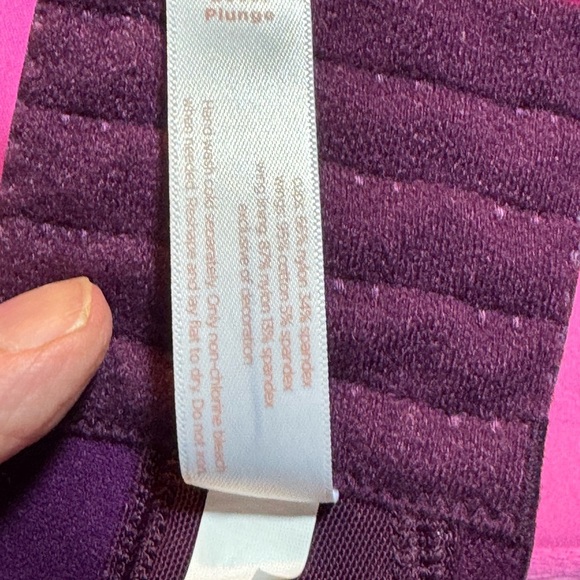 Plunge
cups: 66% nylon 34% spandex
wings: 95% cotton 5% spandex
wing lining: 87% nylon 13% spandex
exclusive of decoration
Hand wash cold separately. Only non-chlorine bleach
when needed. Reshape and lay flat to dry. Do not iron.